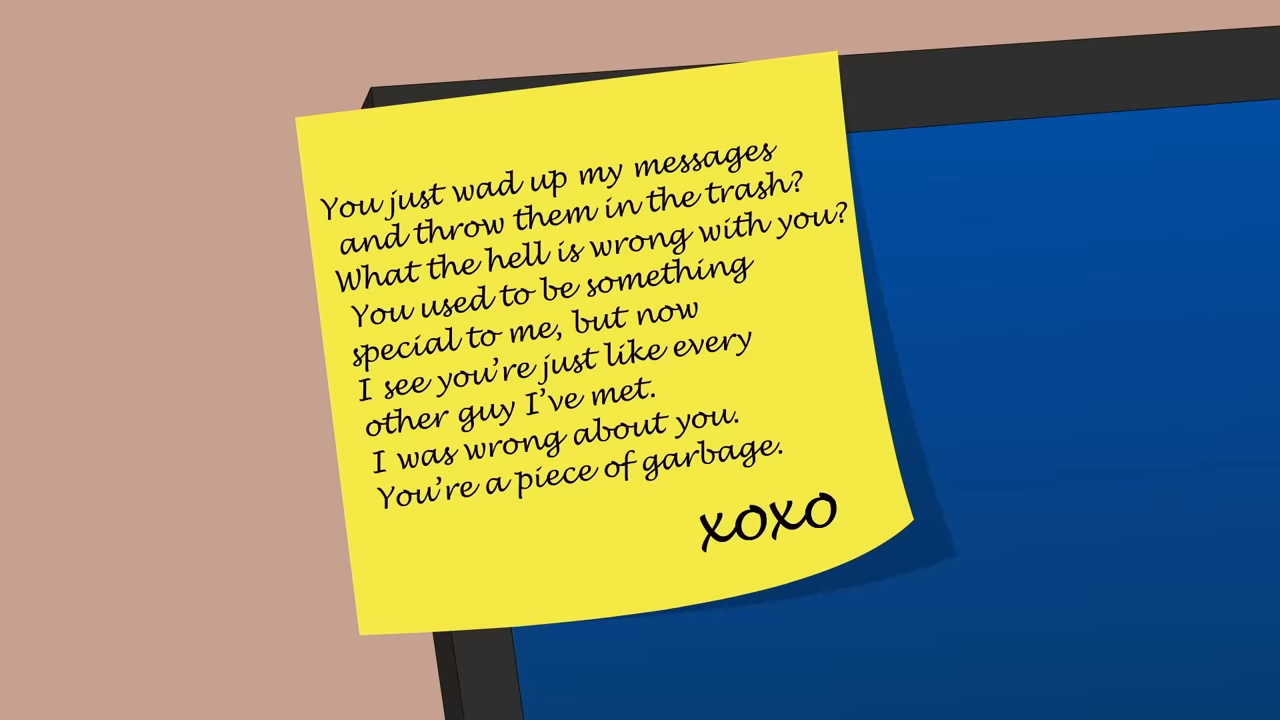 You just wad up my messages
and throw them in the trash?
What the hell is wrong with you?
You used to be something
special to me, but now
I see you're just like every
other guy I've met.
I was wrong about you.
You're a piece of garbage.
XOXO